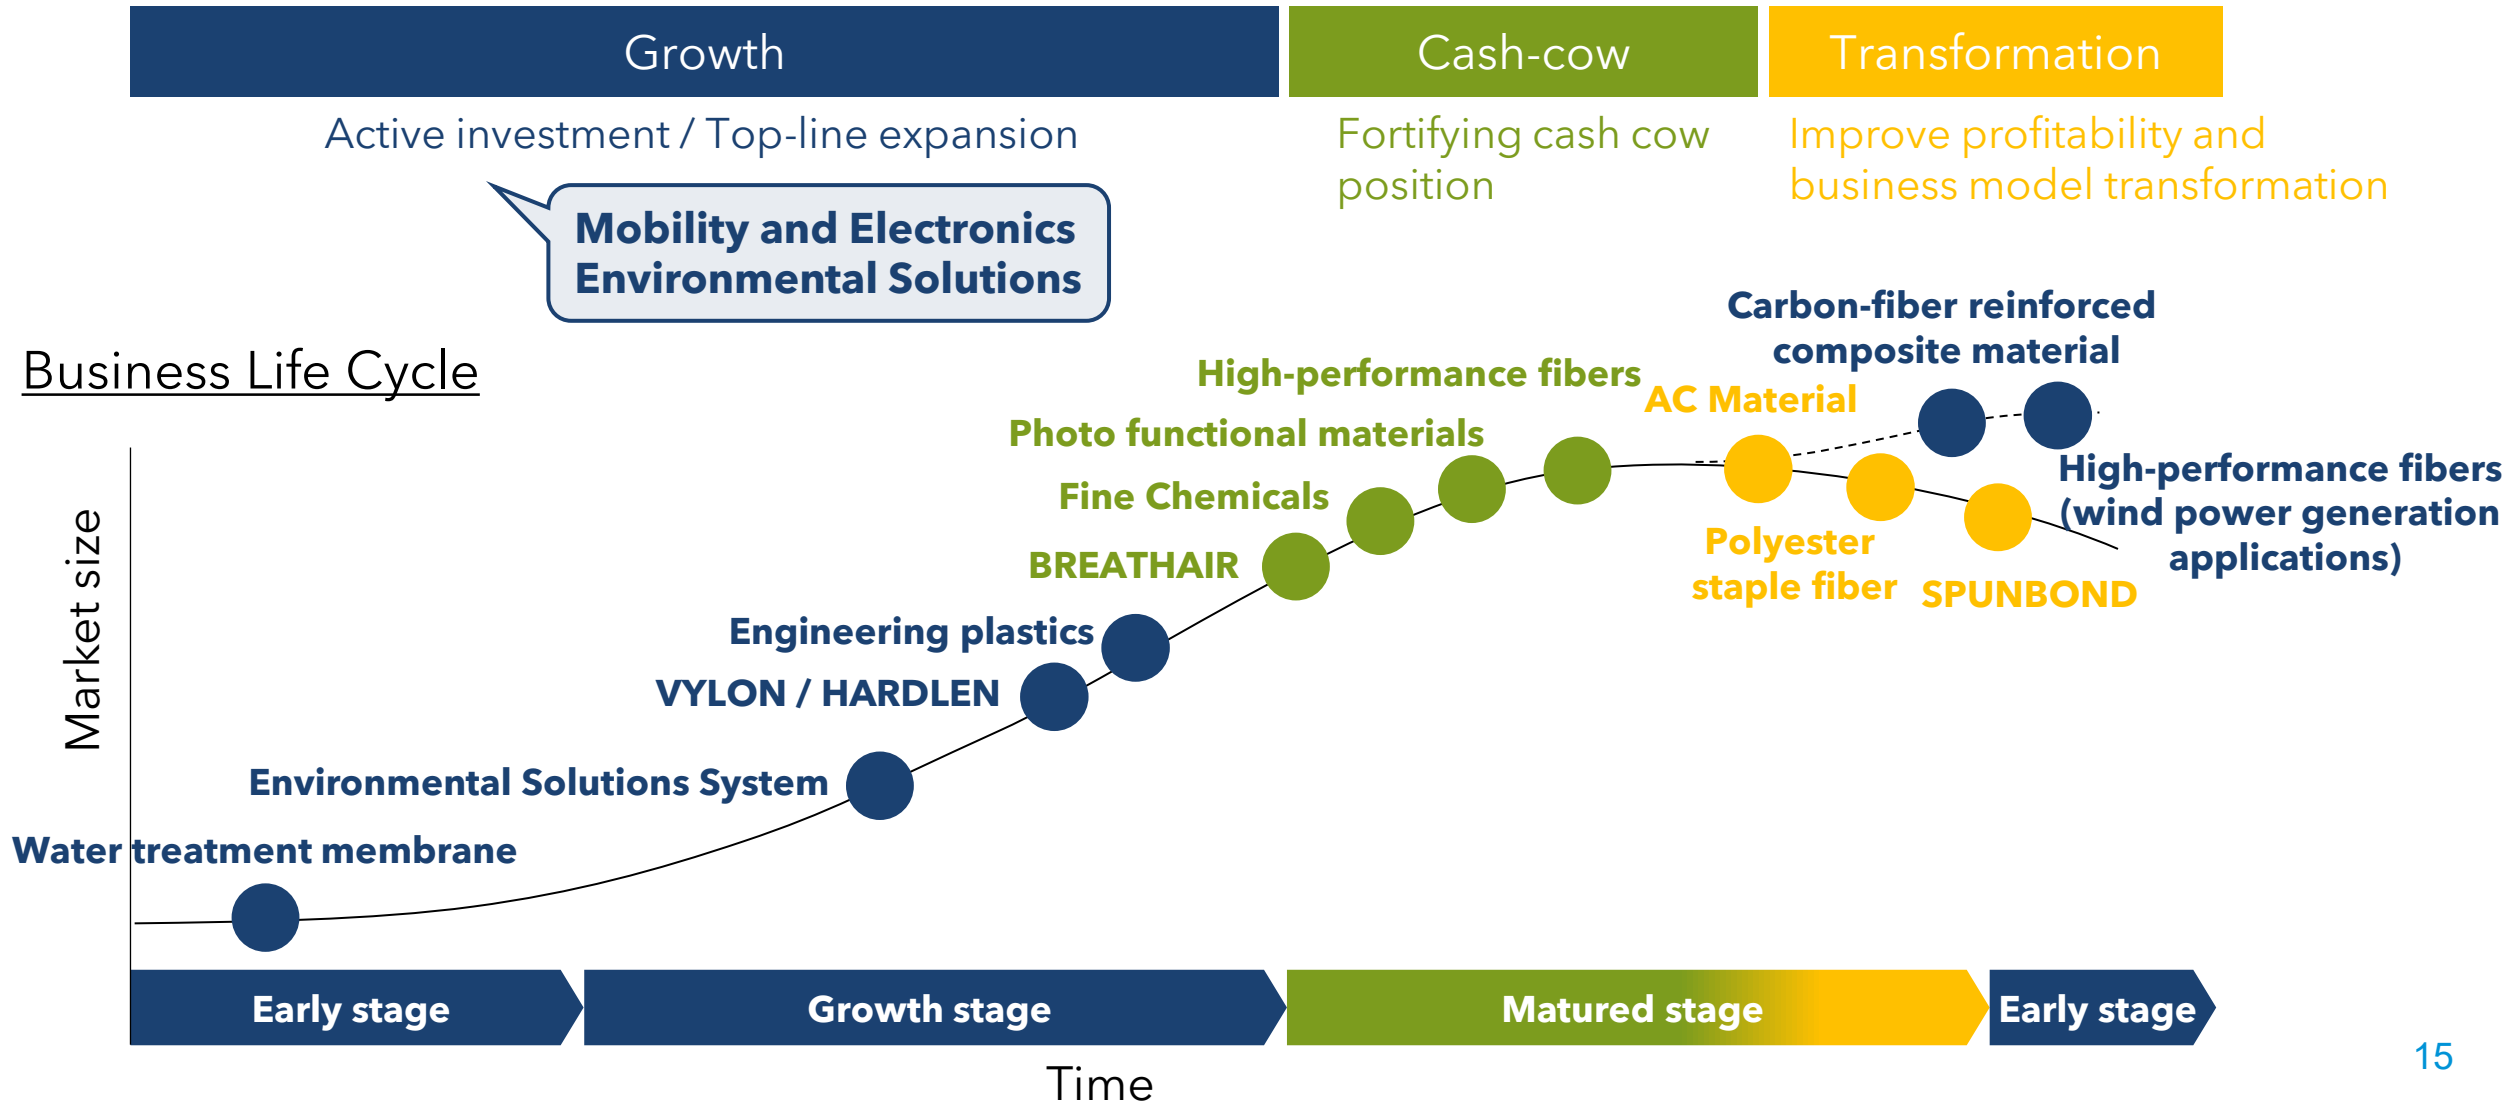 Growth
Cash-cow
Transformation
Active investment / Top-line expansion
Fortifying cash cow
position
Improve profitability and
business model transformation
Mobility and Electronics
Environmental Solutions
Business Life Cycle
Carbon-fiber reinforced
composite material
High-performance fibers
AC Material
Photo functional materials
High-performance fibers
(wind power generation
applications)
Fine Chemicals
Polyester
staple fiber
SPUNBOND
BREATHAIR
Engineering plastics
VYLON / HARDLEN
Environmental Solutions System
Water treatment membrane
Market size
Early stage
Growth stage
Matured stage
Early stage
Time
15